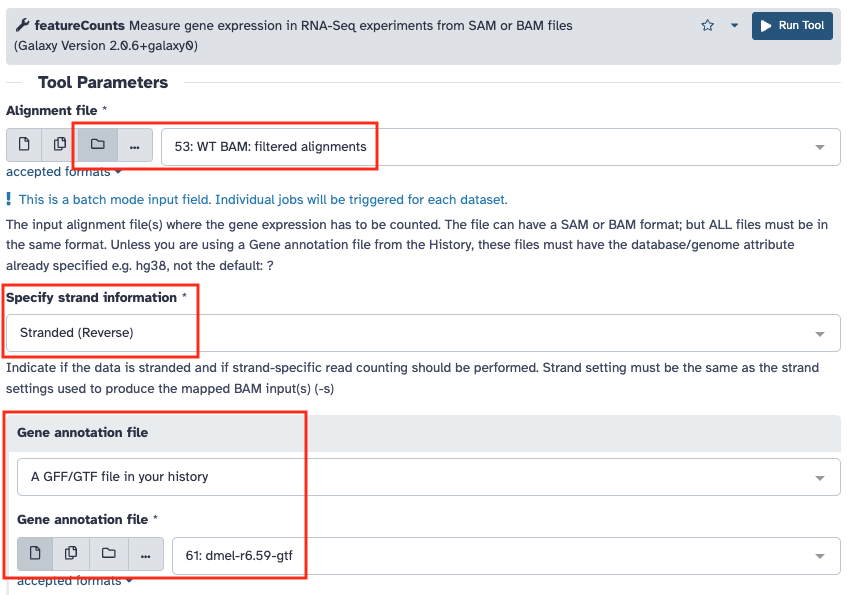 featureCounts Measure gene expression in RNA-Seq experiments from SAM or BAM files
(Galaxy Version 2.0.6+galaxy0)
Run Tool
Tool Parameters
Alignment file *
... 53: WT BAM: filtered alignments
accepted formats
! This is a batch mode input field. Individual jobs will be triggered for each dataset.
The input alignment file(s) where the gene expression has to be counted. The file can have a SAM or BAM format; but ALL files must be in
the same format. Unless you are using a Gene annotation file from the History, these files must have the database/genome attribute
already specified e.g. hg38, not the default: ?
Specify strand information *
Stranded (Reverse)
Indicate if the data is stranded and if strand-specific read counting should be performed. Strand setting must be the same as the strand
settings used to produce the mapped BAM input(s) (-s)
Gene annotation file
A GFF/GTF file in your history
Gene annotation file *
... 61: dmel-r6.59-gtf
accepted formats